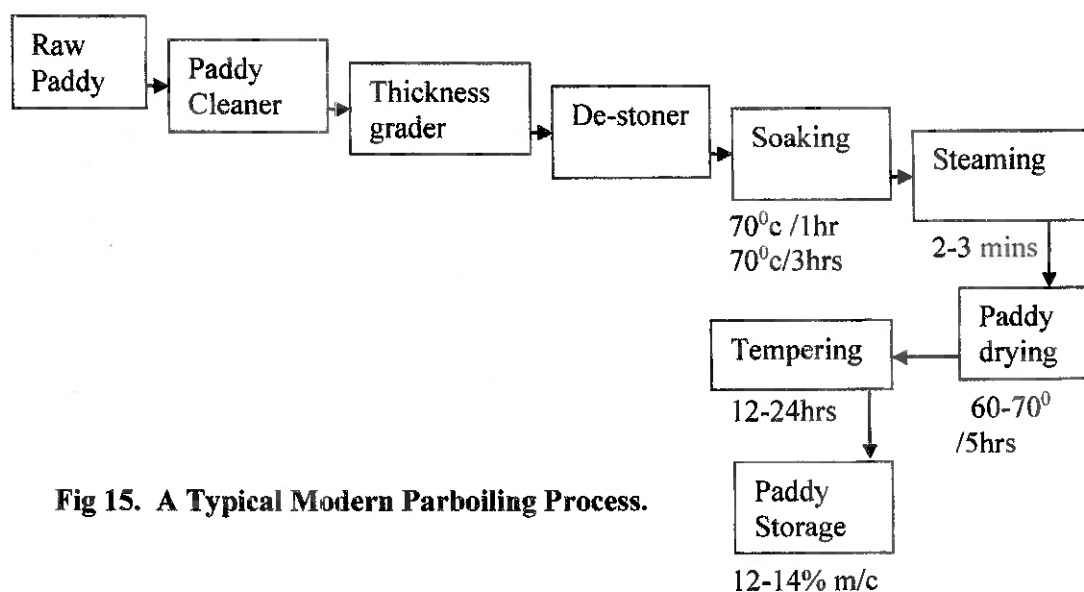 Raw
Paddy
Paddy
Cleaner
Thickness
grader
De-stoner
Soaking
70⁰c /1hr
70⁰c/3hrs
Steaming
2-3 mins
Paddy
drying
60-70⁰
/5hrs
Tempering
12-24hrs
Paddy
Storage
12-14% m/c
Fig 15. A Typical Modern Parboiling Process.